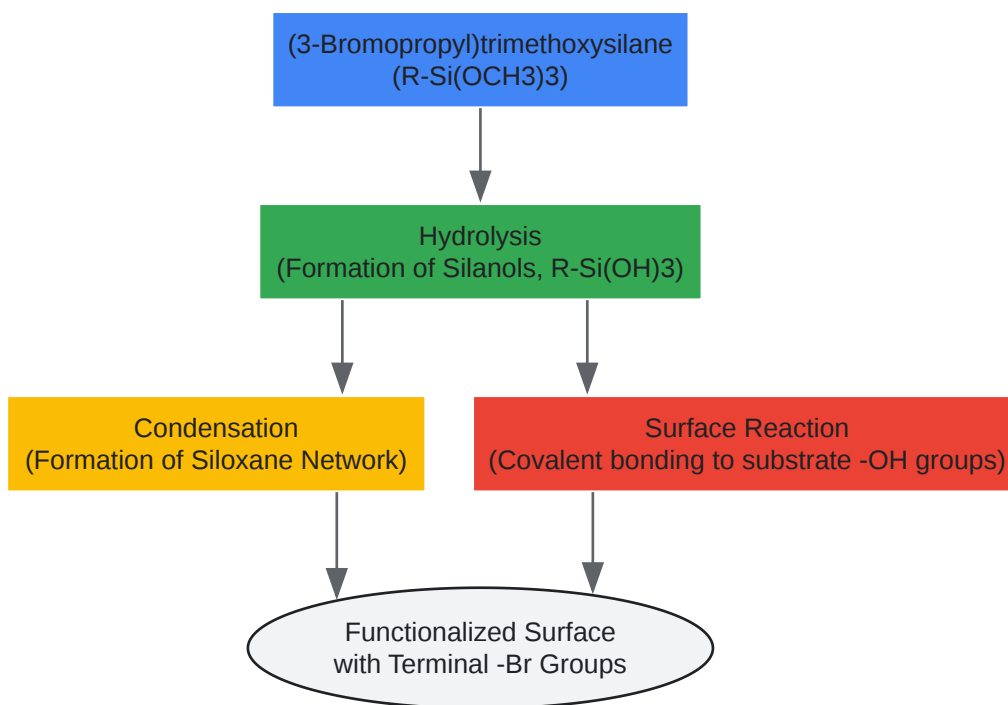 (3-Bromopropyl)trimethoxysilane
(R-Si(OCH3)3)
Hydrolysis
(Formation of Silanols, R-Si(OH)3)
Condensation
(Formation of Siloxane Network)
Surface Reaction
(Covalent bonding to substrate -OH groups)
Functionalized Surface
with Terminal -Br Groups